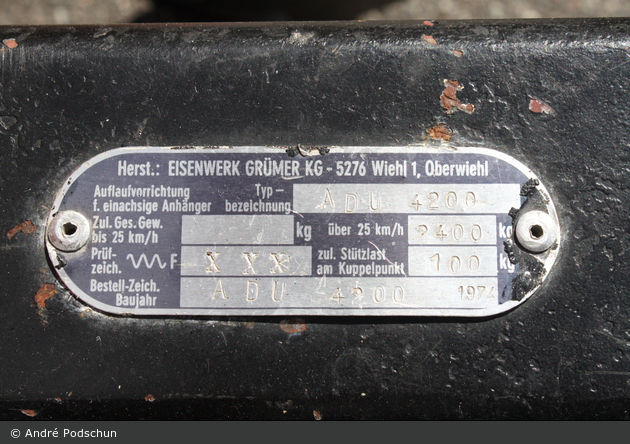 Herst.: EISENWERK GRÜMER KG - 5276 Wiehl 1, Oberwiehl
Auflaufvorrichtung Typ- ADU 4200
f. einachsige Anhänger bezeichnung
Zul. Ges. Gew. kg über 25 km/h 2400 kg
bis 25 km/h
Prüf- F XXX zul. Stützlast 100 kg
zeich. am Kuppelpunkt
Bestell-Zeich. ADU 4200 1974
Baujahr
© André Podschun